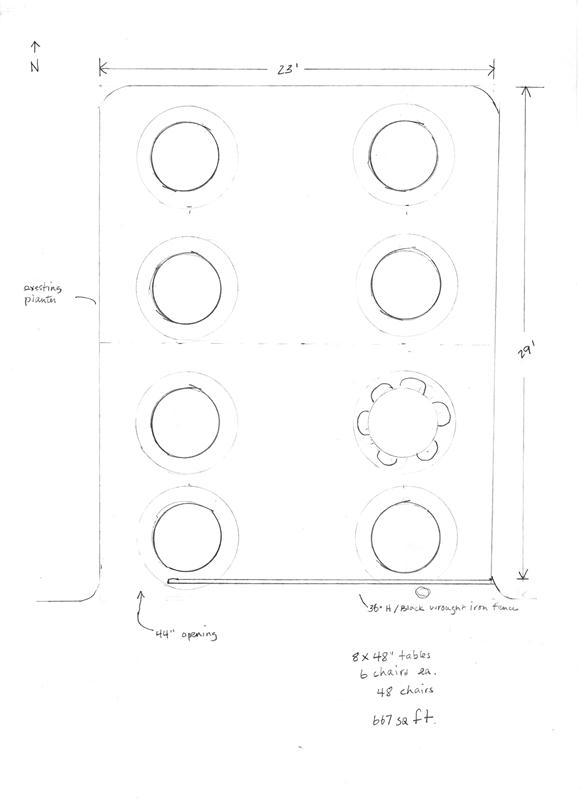 N
23'
existing
planter
29'
36" H / Black wrought iron fence
44" opening
8 x 48" tables
6 chairs ea.
48 chairs
667 sq ft.